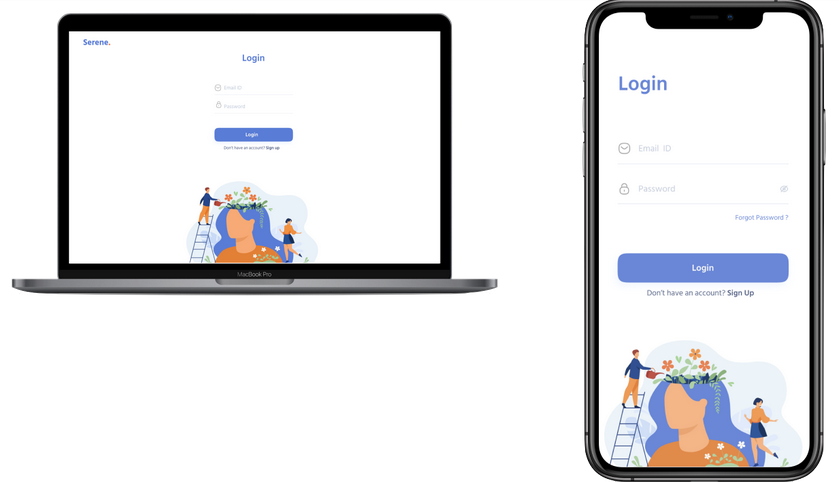 Serene.
Login
Email ID
Password
Login
Don't have an account? Sign up
MacBook Pro
Login
Email ID
Password
Forgot Password ?
Login
Don't have an account? Sign Up